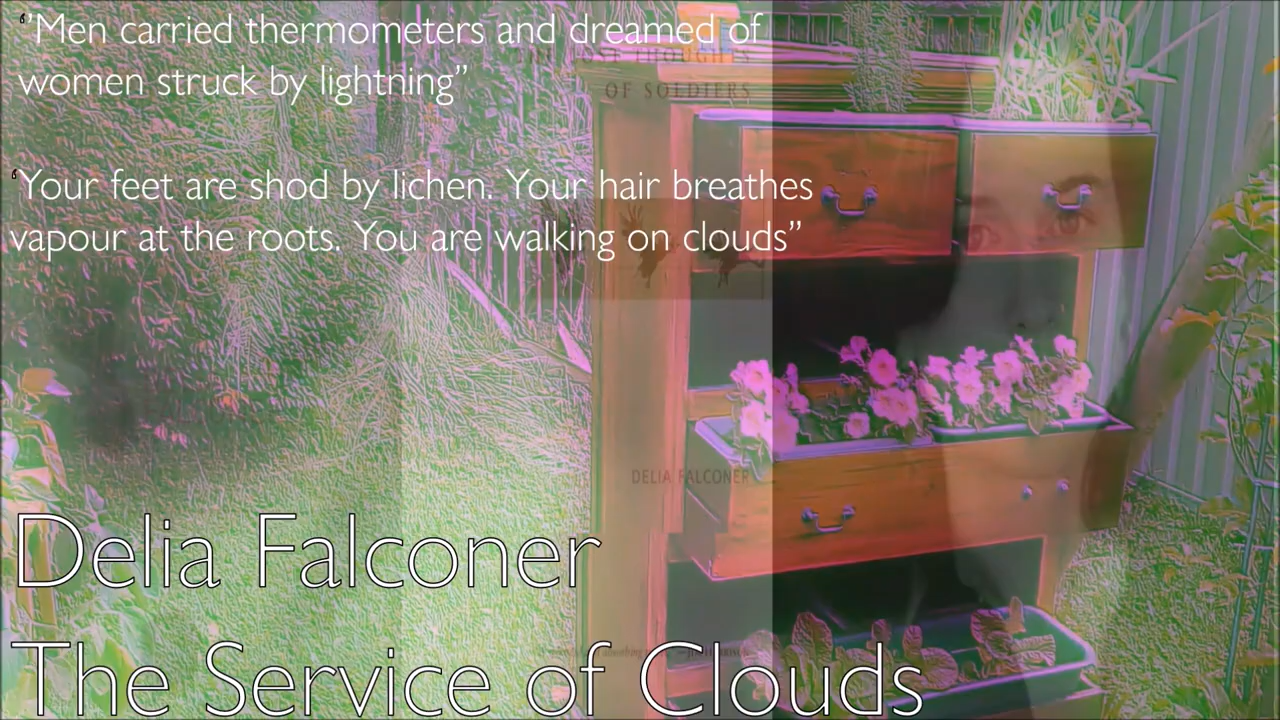 ‘’Men carried thermometers and dreamed of
women struck by lightning”
OF SOLDIERS
‘Your feet are shod by lichen. Your hair breathes
vapour at the roots. You are walking on clouds”
DELIA FALCONER
Delia Falconer
The Service of Clouds